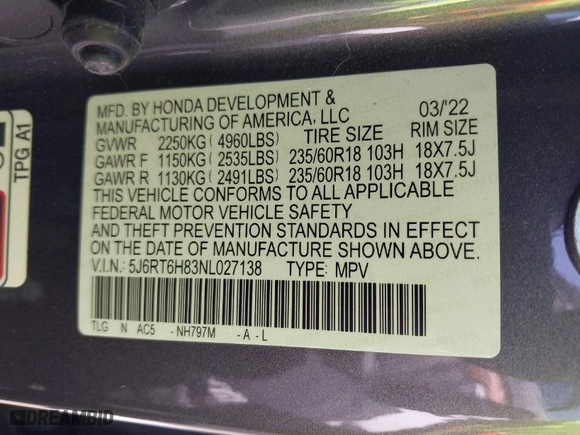 TPG A1
MFD. BY HONDA DEVELOPMENT &
MANUFACTURING OF AMERICA, LLC 03/'22
GVWR 2250KG( 4960LBS) TIRE SIZE RIM SIZE
GAWR F 1150KG( 2535LBS) 235/60R18 103H 18X7.5J
GAWR R 1130KG( 2491LBS) 235/60R18 103H 18X7.5J
THIS VEHICLE CONFORMS TO ALL APPLICABLE
FEDERAL MOTOR VEHICLE SAFETY
AND THEFT PREVENTION STANDARDS IN EFFECT
ON THE DATE OF MANUFACTURE SHOWN ABOVE.
V.I.N.: 5J6RT6H83NL027138 TYPE: MPV
TLG N AC5 - NH797M - A - L
DREAMBID